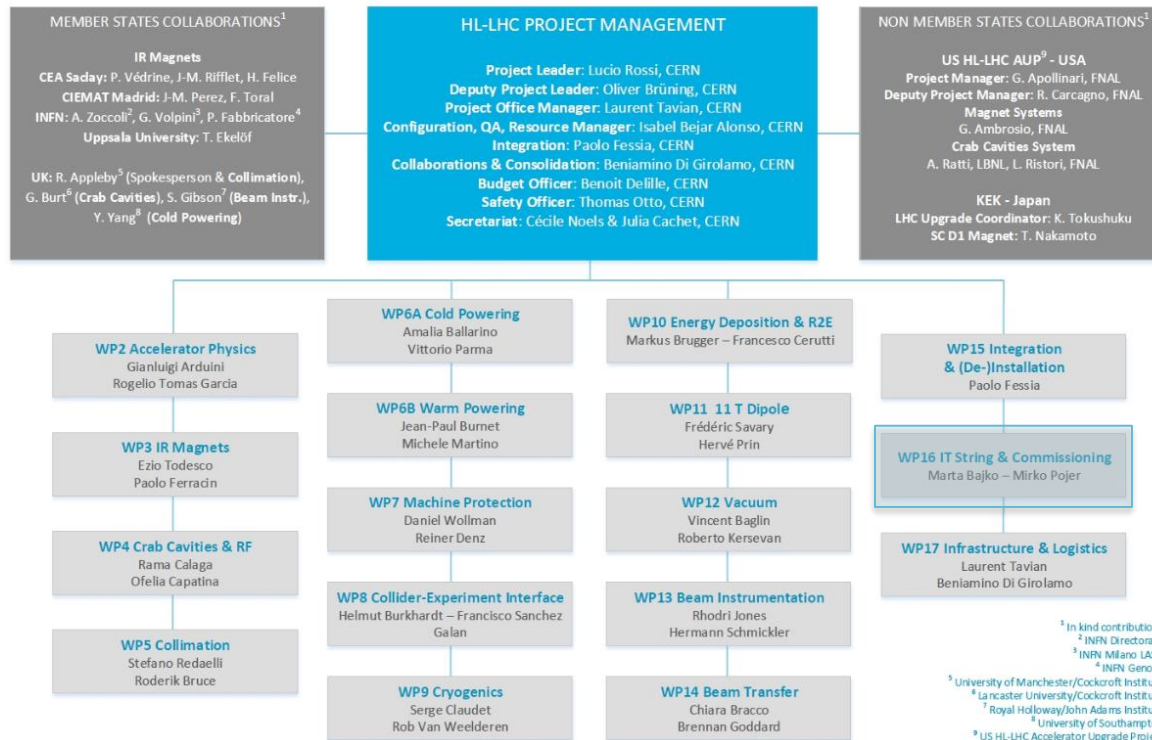 MEMBER STATES COLLABORATIONS¹
IR Magnets
CEA Saclay: P. Védrine, J-M. Rifflet, H. Felice
CIEMAT Madrid: J-M. Perez, F. Toral
INFN: A. Zoccoli², G. Volpini³, P. Fabbricatore⁴
Uppsala University: T. Ekelöf
UK: R. Appleby⁵ (Spokesperson & Collimation),
G. Burt⁶ (Crab Cavities), S. Gibson⁷ (Beam Instr.),
Y. Yang⁸ (Cold Powering)
HL-LHC PROJECT MANAGEMENT
Project Leader: Lucio Rossi, CERN
Deputy Project Leader: Oliver Brüning, CERN
Project Office Manager: Laurent Tavian, CERN
Configuration, QA, Resource Manager: Isabel Bejar Alonso, CERN
Integration: Paolo Fessia, CERN
Collaborations & Consolidation: Beniamino Di Girolamo, CERN
Budget Officer: Benoit Delille, CERN
Safety Officer: Thomas Otto, CERN
Secretariat: Cécile Noels & Julia Cachet, CERN
NON MEMBER STATES COLLABORATIONS¹
US HL-LHC AUP⁹ - USA
Project Manager: G. Apollinari, FNAL
Deputy Project Manager: R. Carcagno, FNAL
Magnet Systems
G. Ambrosio, FNAL
Crab Cavities System
A. Ratti, LBNL, L. Ristori, FNAL
KEK - Japan
LHC Upgrade Coordinator: K. Tokushuku
SC D1 Magnet: T. Nakamoto
WP2 Accelerator Physics
Gianluigi Arduini
Rogelio Tomas Garcia
WP3 IR Magnets
Ezio Todesco
Paolo Ferracin
WP4 Crab Cavities & RF
Rama Calaga
Ofelia Capatina
WP5 Collimation
Stefano Redaelli
Roderik Bruce
WP6A Cold Powering
Amalia Ballarino
Vittorio Parma
WP6B Warm Powering
Jean-Paul Burnet
Michele Martino
WP7 Machine Protection
Daniel Wollman
Reiner Denz
WP8 Collider-Experiment Interface
Helmut Burkhardt – Francisco Sanchez
Galan
WP9 Cryogenics
Serge Claudet
Rob Van Weelderen
WP10 Energy Deposition & R2E
Markus Brugger – Francesco Cerutti
WP11 11 T Dipole
Frédéric Savary
Hervé Prin
WP12 Vacuum
Vincent Baglin
Roberto Kersevan
WP13 Beam Instrumentation
Rhodri Jones
Hermann Schmickler
WP14 Beam Transfer
Chiara Bracco
Brennan Goddard
WP15 Integration
& (De-)Installation
Paolo Fessia
WP16 IT String & Commissioning
Marta Bajko – Mirko Pojer
WP17 Infrastructure & Logistics
Laurent Tavian
Beniamino Di Girolamo
¹ In kind contribution
² INFN Directora
³ INFN Milano LAS
⁴ INFN Geno
⁵ University of Manchester/Cockcroft Institu
⁶ Lancaster University/Cockcroft Institu
⁷ Royal Holloway/John Adams Institu
⁸ University of Southampt
⁹ US HL-LHC Accelerator Upgrade Proje